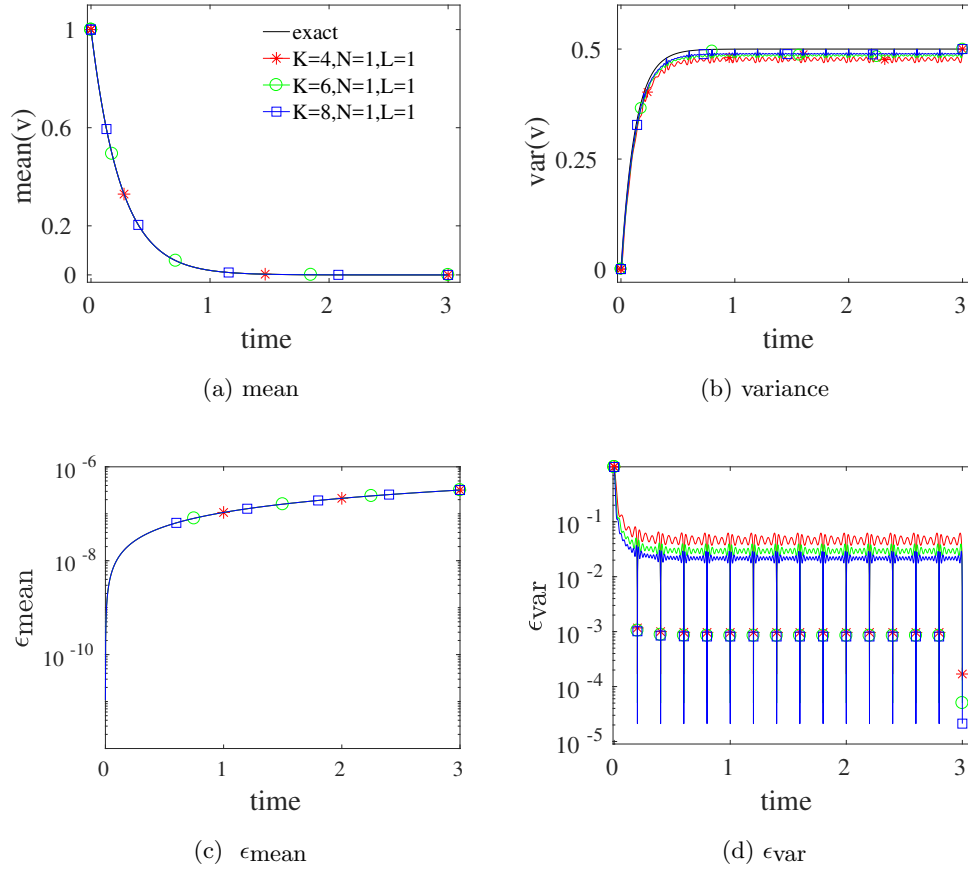 1
0.6
0.2
0
mean(v)
exact
K=4,N=1,L=1
K=6,N=1,L=1
K=8,N=1,L=1
0 1 2 3
time
(a) mean
0.5
0.25
0
var(v)
0 1 2 3
time
(b) variance
10^-6
10^-8
10^-10
ϵmean
0 1 2 3
time
(c) ϵmean
10^-1
10^-2
10^-3
10^-4
10^-5
ϵvar
0 1 2 3
time
(d) ϵvar